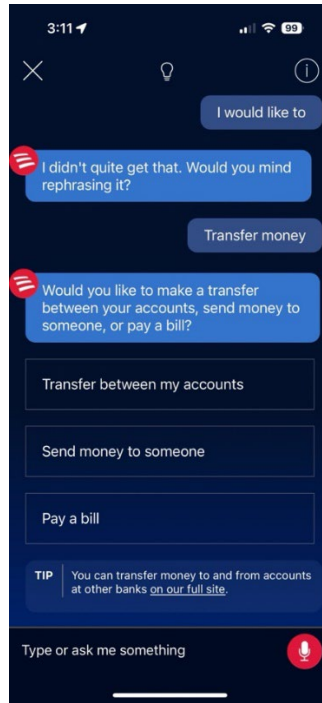 3:11
99
I would like to
I didn't quite get that. Would you mind
rephrasing it?
Transfer money
Would you like to make a transfer
between your accounts, send money to
someone, or pay a bill?
Transfer between my accounts
Send money to someone
Pay a bill
TIP You can transfer money to and from accounts
at other banks on our full site.
Type or ask me something